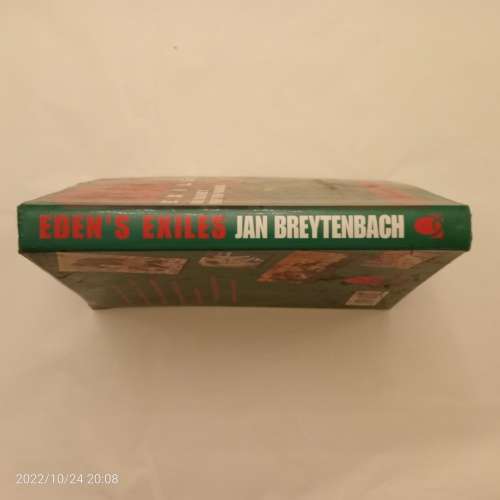 EDEN'S EXILES JAN BREYTENBACH
2022/10/24 20:08